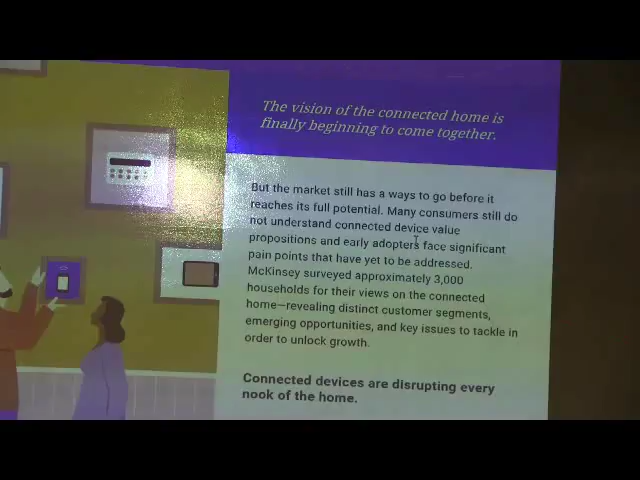 The vision of the connected home is
finally beginning to come together.
But the market still has a ways to go before it
reaches its full potential. Many consumers still do
not understand connected device value
propositions and early adopters face significant
pain points that have yet to be addressed.
McKinsey surveyed approximately 3,000
households for their views on the connected
home—revealing distinct customer segments,
emerging opportunities, and key issues to tackle in
order to unlock growth.
Connected devices are disrupting every
nook of the home.